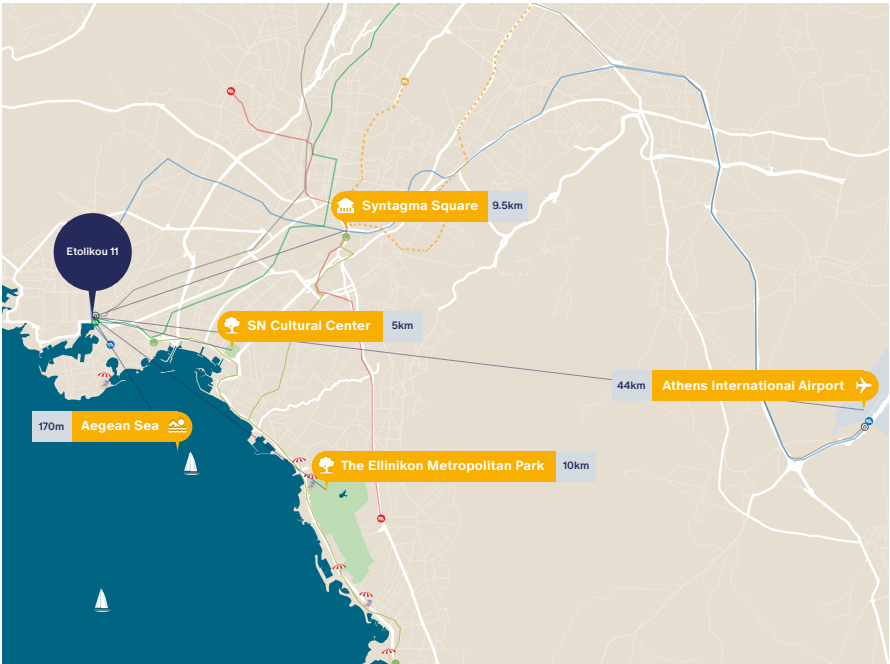 Syntagma Square 9.5km
Etolikou 11
SN Cultural Center 5km
44km Athens International Airport
170m Aegean Sea
The Ellinikon Metropolitan Park 10km